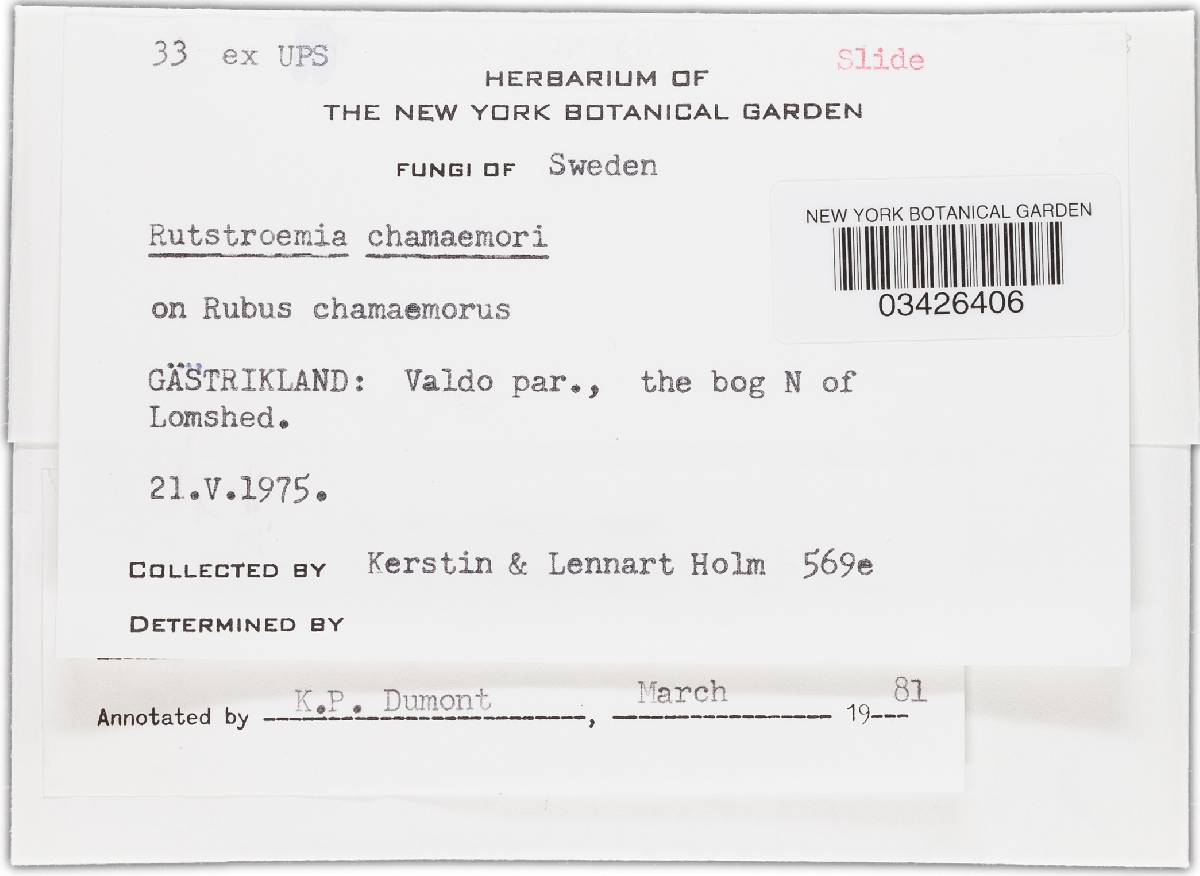 33 ex UPS
Slide
HERBARIUM OF
THE NEW YORK BOTANICAL GARDEN
FUNGI OF Sweden
NEW YORK BOTANICAL GARDEN
03426406
Rutstroemia chamaemori
on Rubus chamaemorus
GÄSTRIKLAND: Valdo par., the bog N of
Lomshed.
21.V.1975.
COLLECTED BY Kerstin & Lennart Holm 569e
DETERMINED BY
Annotated by K.P. Dumont, March 1981